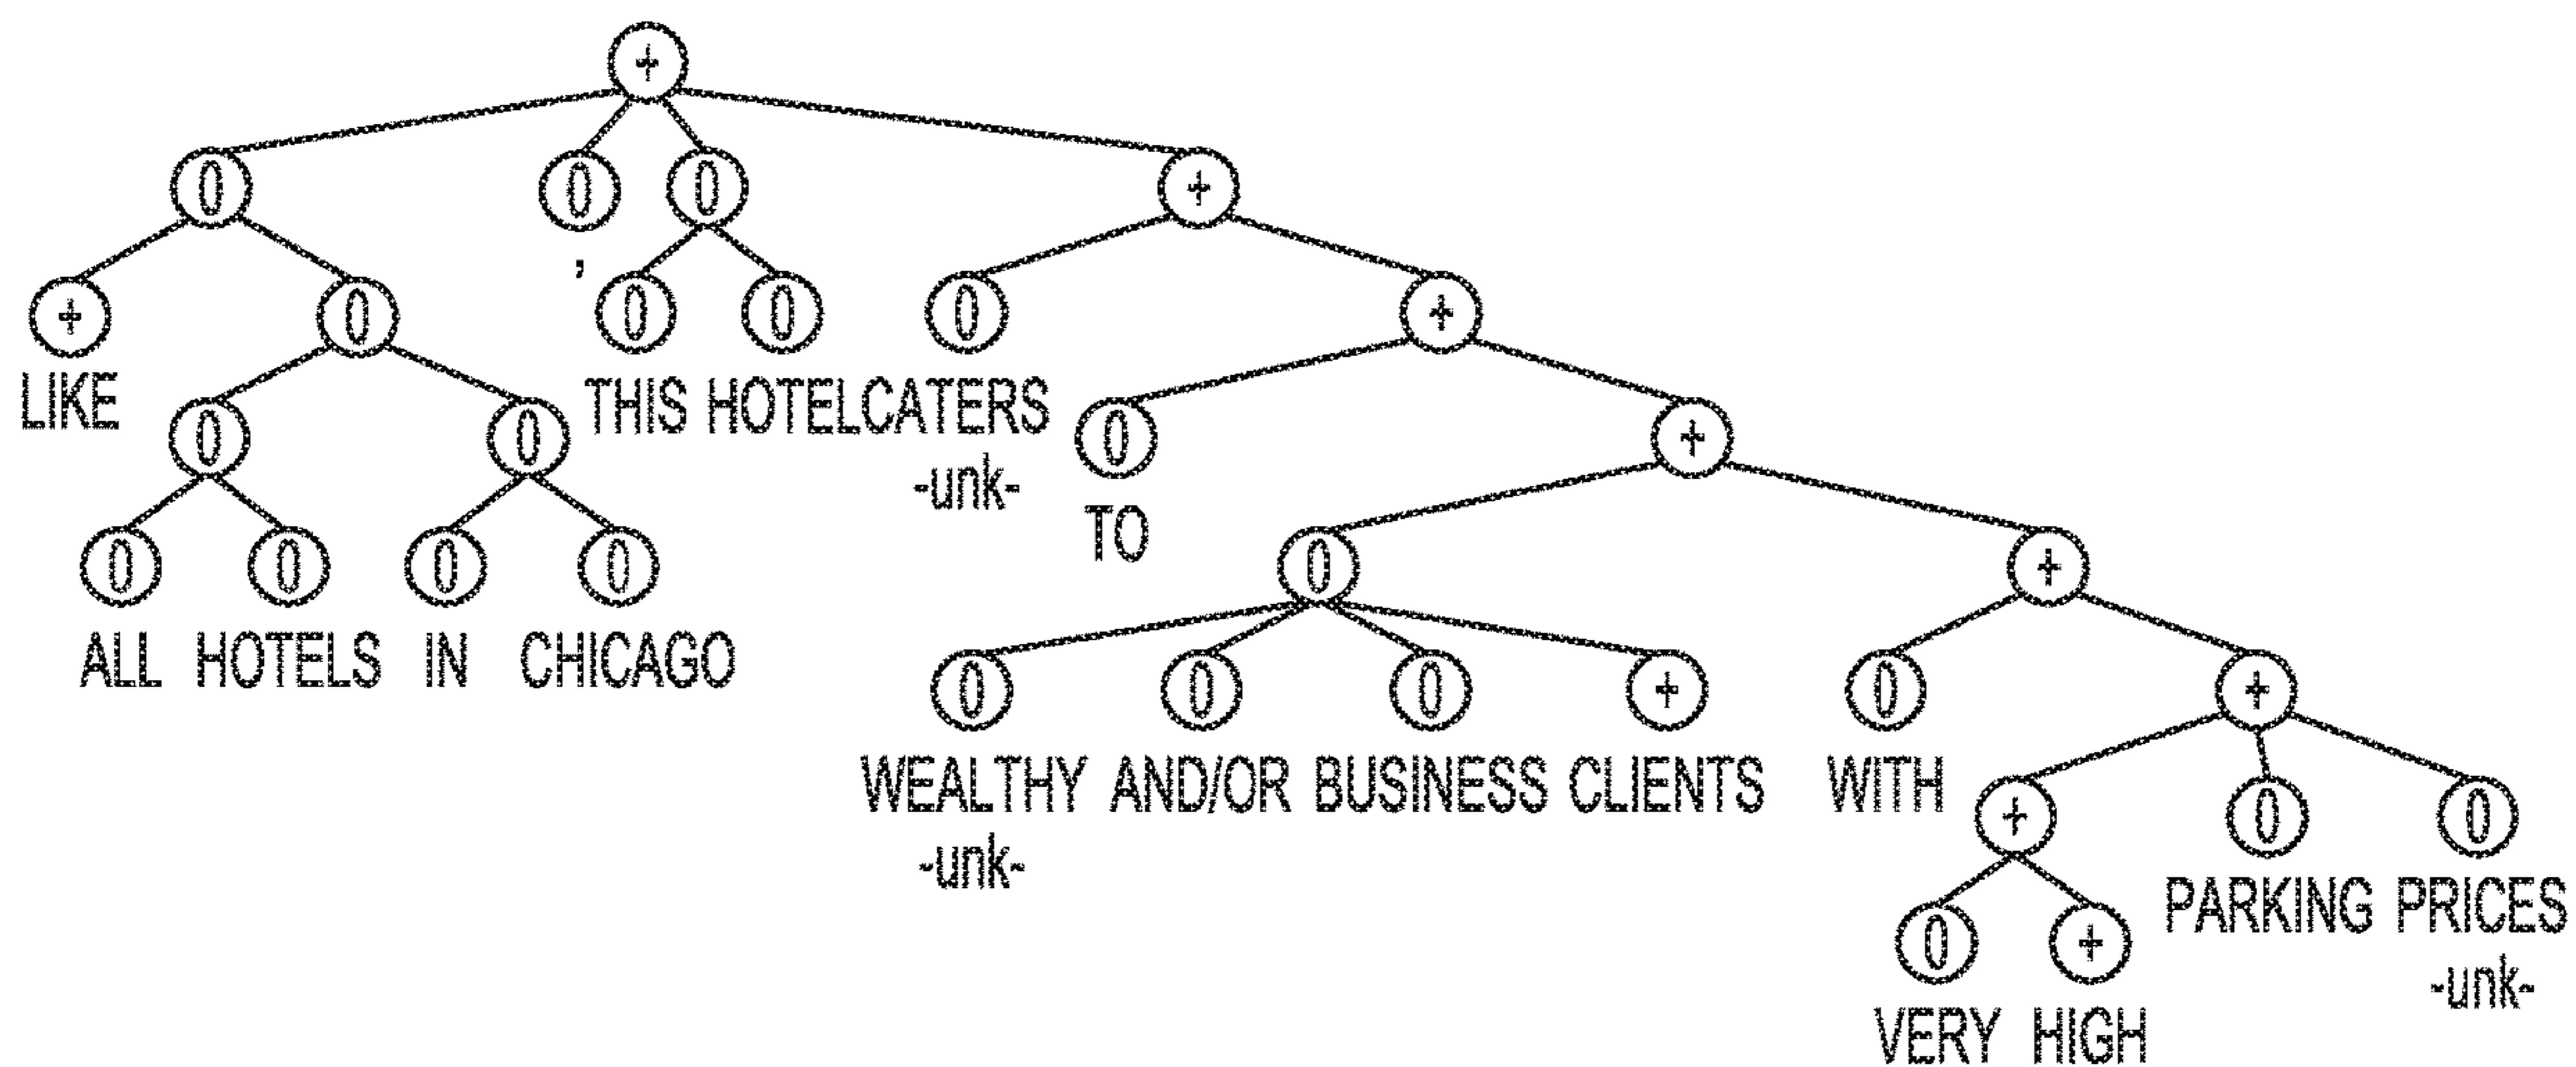 +
0 0 0 +
,
+ 0 0 0 0 +
LIKE THIS HOTELCATERS
-unk-
0 0 0 +
TO
0 0 0 0 0 +
ALL HOTELS IN CHICAGO
0 0 0 + 0 +
WEALTHY AND/OR BUSINESS CLIENTS WITH
-unk-
+ 0 0
PARKING PRICES
-unk-
0 +
VERY HIGH